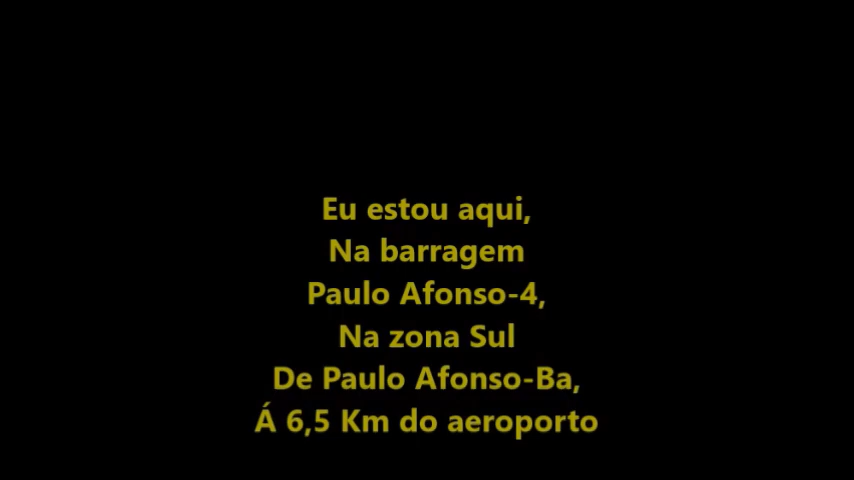 Eu estou aqui,
Na barragem
Paulo Afonso-4,
Na zona Sul
De Paulo Afonso-Ba,
Á 6,5 Km do aeroporto